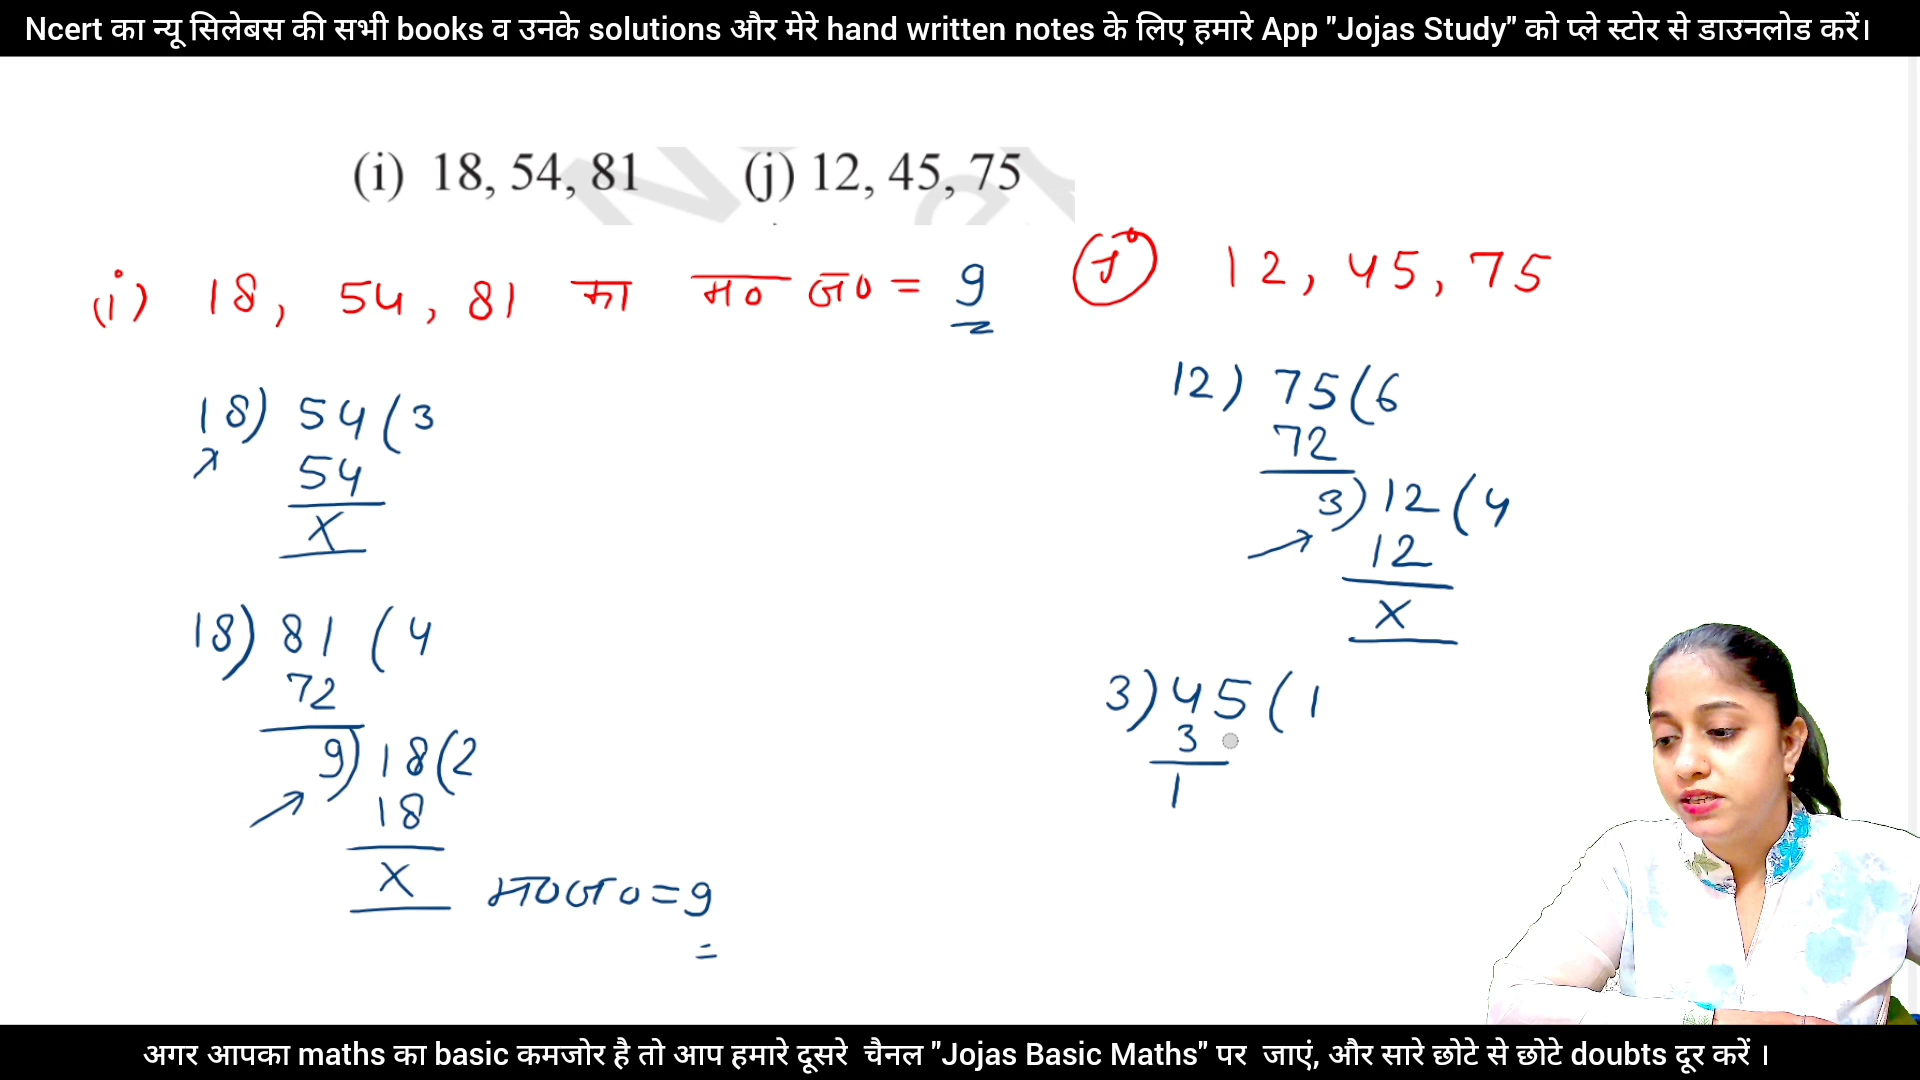 Ncert का न्यू सिलेबस की सभी books व उनके solutions और मेरे hand written notes के लिए हमारे App "Jojas Study" को प्ले स्टोर से डाउनलोड करें।
(i) 18, 54, 81 (j) 12, 45, 75
(i) 18, 54, 81 का म० ज० = 9
18) 54 (3
54
x
18) 81 (4
72
9) 18 (2
18
x
म०ज० = 9
(j) 12, 45, 75
12) 75 (6
72
3) 12 (4
12
x
3) 45 (1
3
1
अगर आपका maths का basic कमजोर है तो आप हमारे दूसरे चैनल "Jojas Basic Maths" पर जाएं, और सारे छोटे से छोटे doubts दूर करें ।